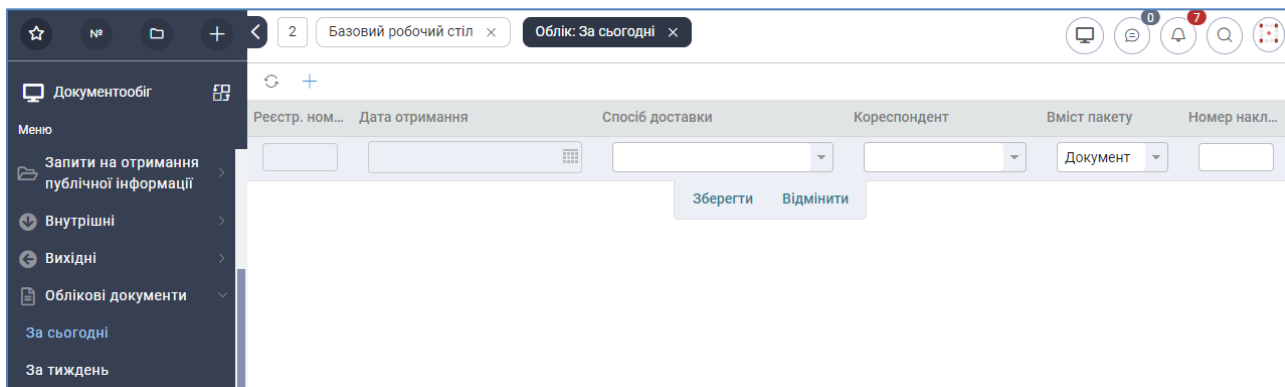 №
2
Базовий робочий стіл ×
Облік: За сьогодні ×
0
7
Документообіг
Меню
Запити на отримання
публічної інформації
Внутрішні
Вихідні
Облікові документи
За сьогодні
За тиждень
Реєстр. ном... Дата отримання Спосіб доставки Кореспондент Вміст пакету Номер накл...
Документ
Зберегти Відмінити